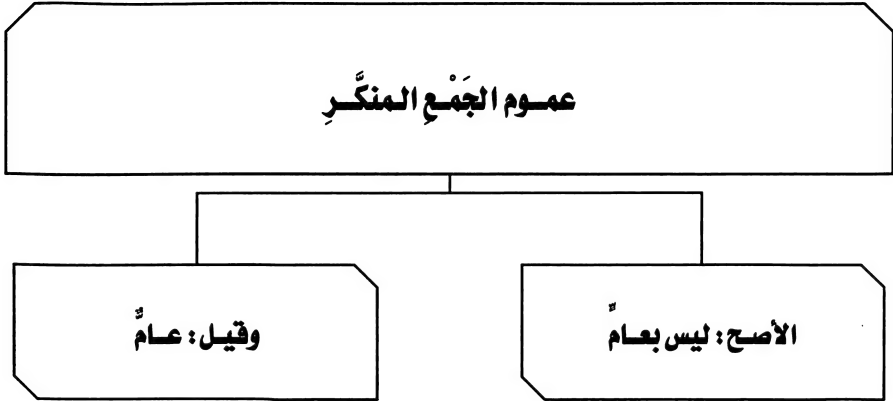 عموم الجَمْعِ المنكَّرِ
الأصح: ليس بعامٍّ
وقيل: عامٌّ